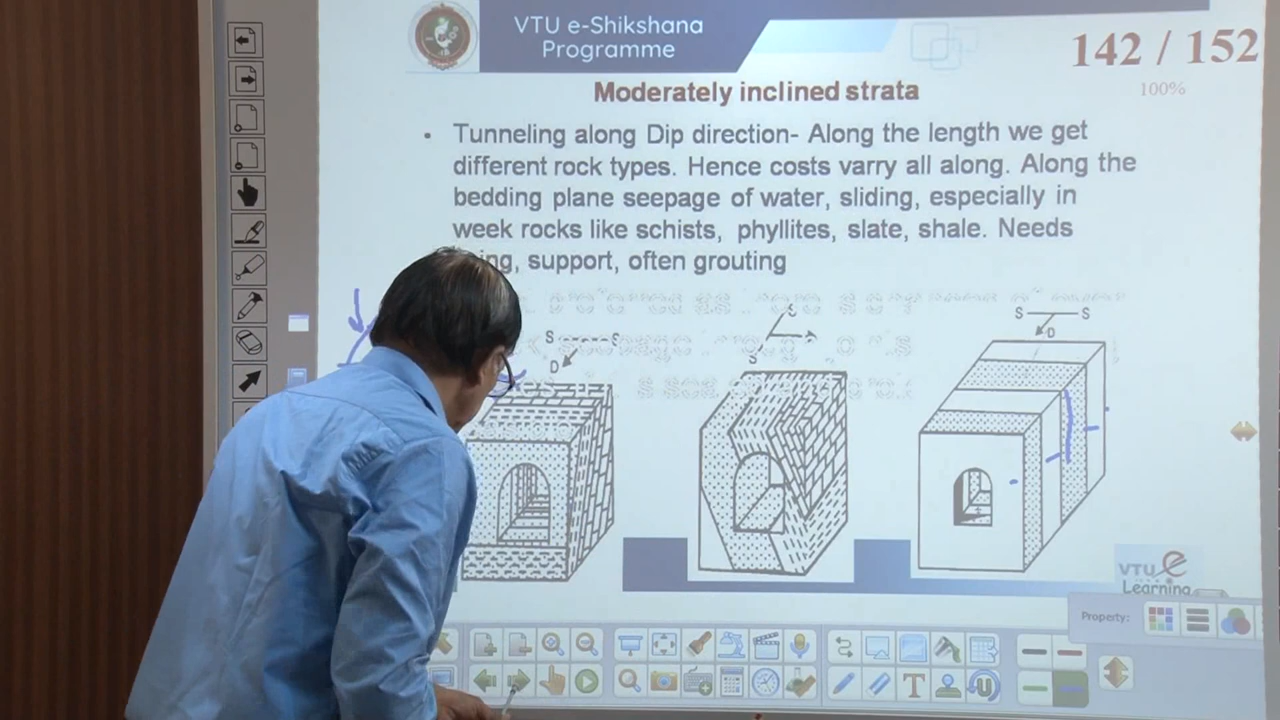 VTU e-Shikshana
Programme
142 / 152
100%
Moderately inclined strata
• Tunneling along Dip direction- Along the length we get
different rock types. Hence costs varry all along. Along the
bedding plane seepage of water, sliding, especially in
week rocks like schists, phyllites, slate, shale. Needs
support, often grouting
S S
D
S
S S
D
VTU e
Learning
Property:
T